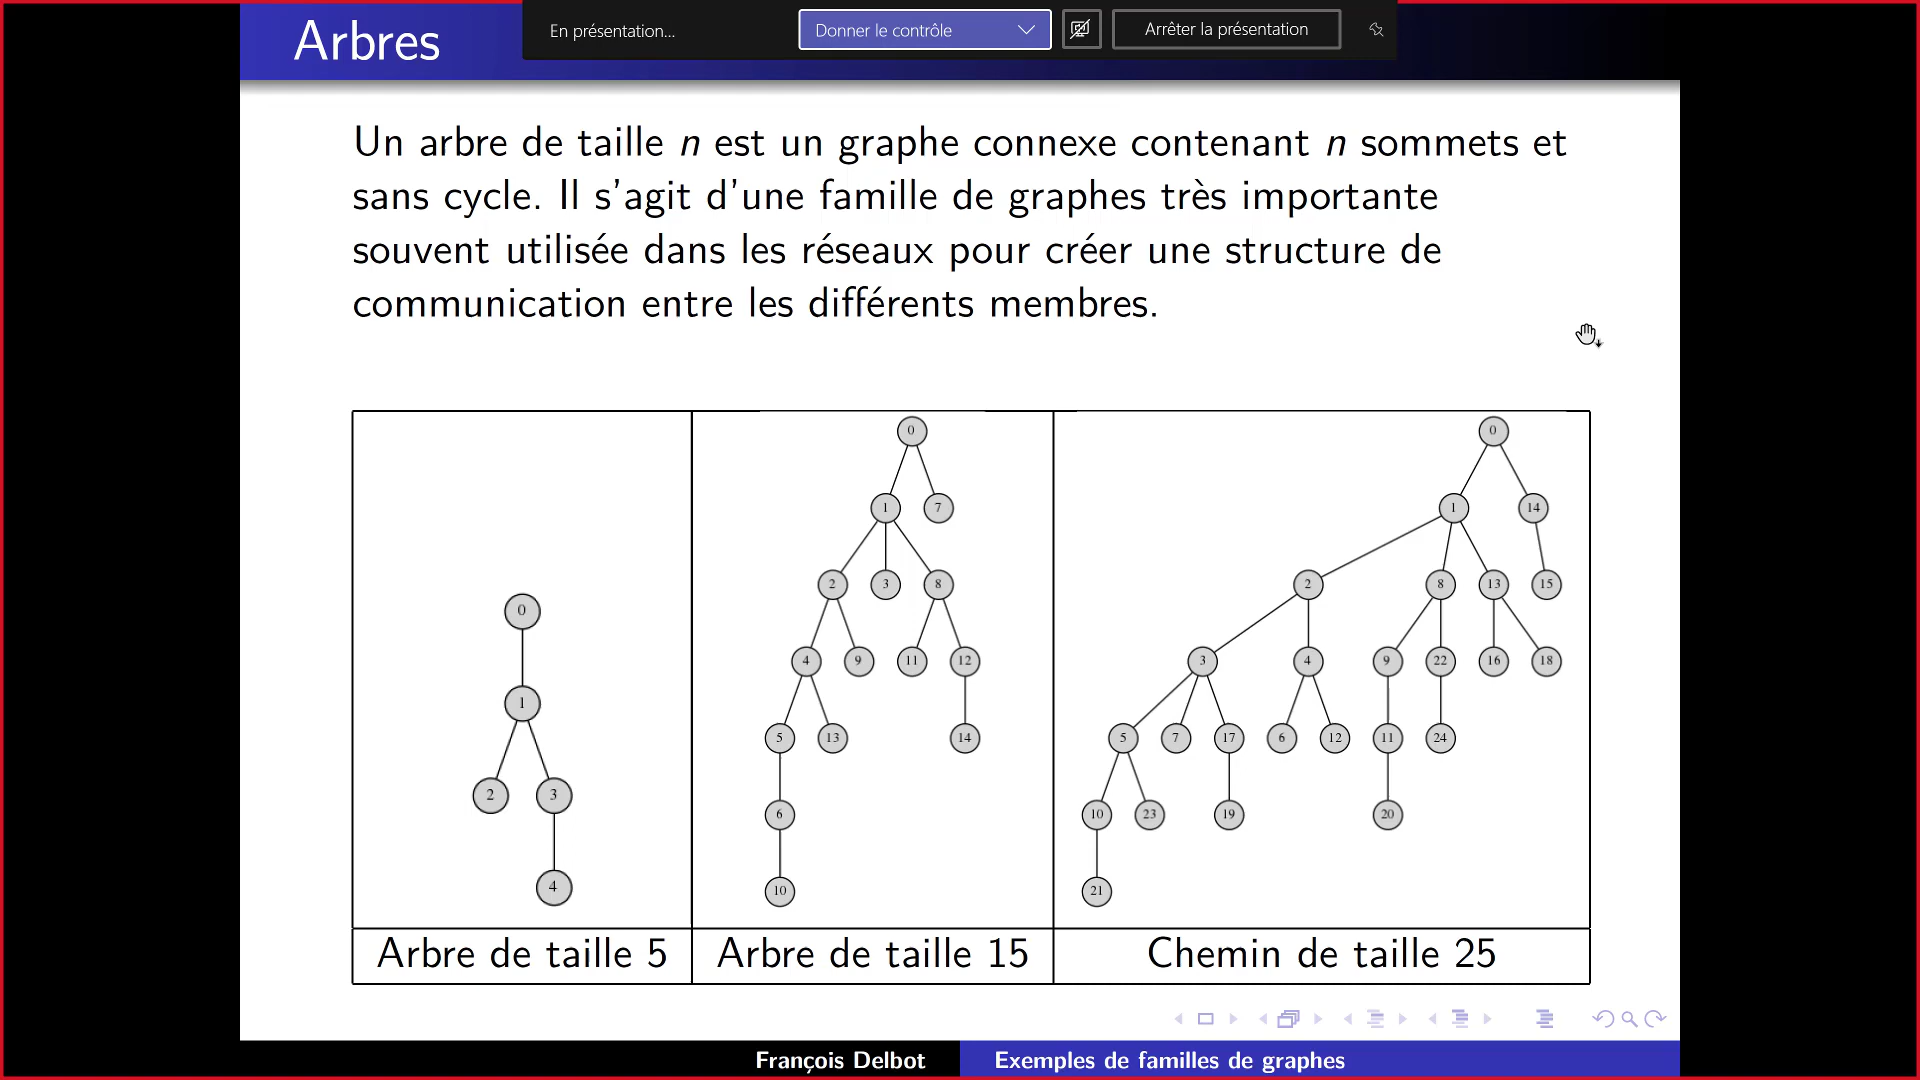 Arbres
En présentation...
Donner le contrôle
Arrêter la présentation
Un arbre de taille n est un graphe connexe contenant n sommets et
sans cycle. Il s'agit d'une famille de graphes très importante
souvent utilisée dans les réseaux pour créer une structure de
communication entre les différents membres.
0
1
2 3
4
0
1 7
2 3 8
4 9 11 12
5 13 14
6
10
0
1 14
2 8 13 15
3 4 9 22 16 18
5 7 17 6 12 11 24
10 23 19 20
21
Arbre de taille 5
Arbre de taille 15
Chemin de taille 25
François Delbot
Exemples de familles de graphes